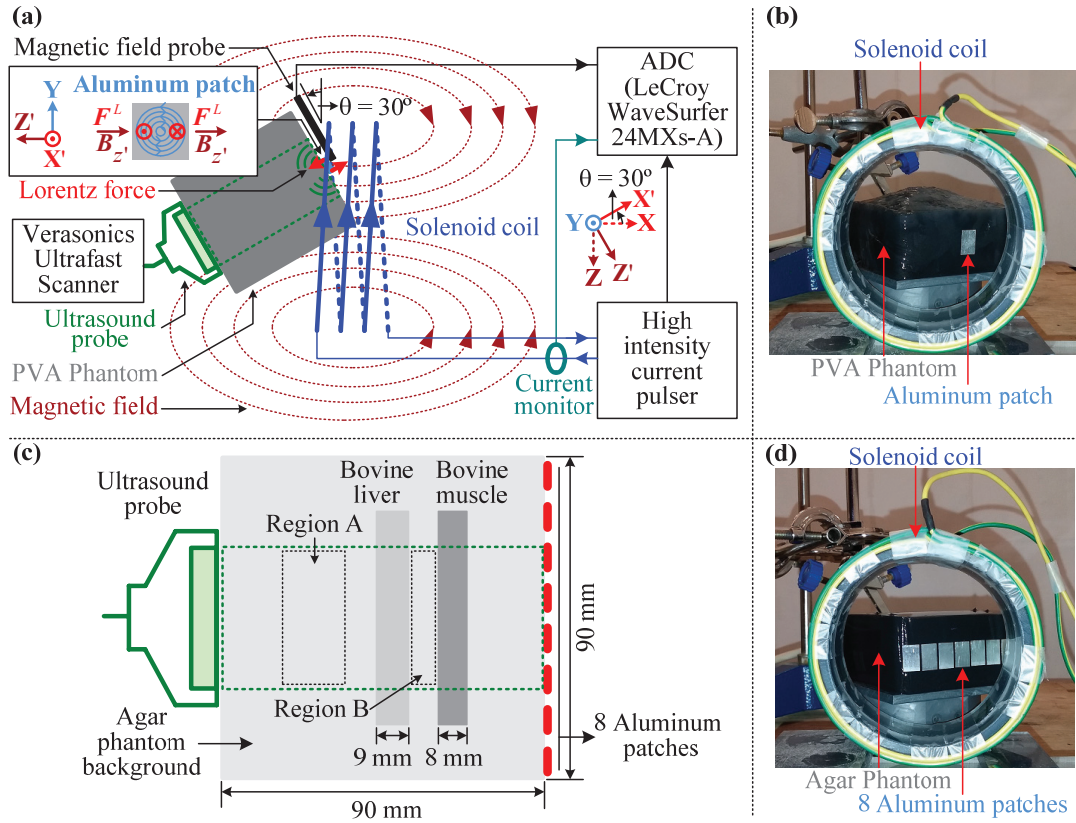 (a)
Magnetic field probe
Aluminum patch
Y
Z'
X'
F^L
B_z'
F^L
B_z'
Lorentz force
θ = 30º
ADC
(LeCroy
WaveSurfer
24MXs-A)
Solenoid coil
θ = 30º
X'
X
Y
Z
Z'
Verasonics
Ultrafast
Scanner
Ultrasound
probe
PVA Phantom
Magnetic field
High
intensity
current
pulser
Current
monitor
(b)
Solenoid coil
PVA Phantom
Aluminum patch
(c)
Ultrasound
probe
Bovine
liver
Bovine
muscle
Region A
Region B
Agar
phantom
background
9 mm
8 mm
90 mm
90 mm
8 Aluminum
patches
(d)
Solenoid coil
Agar Phantom
8 Aluminum patches